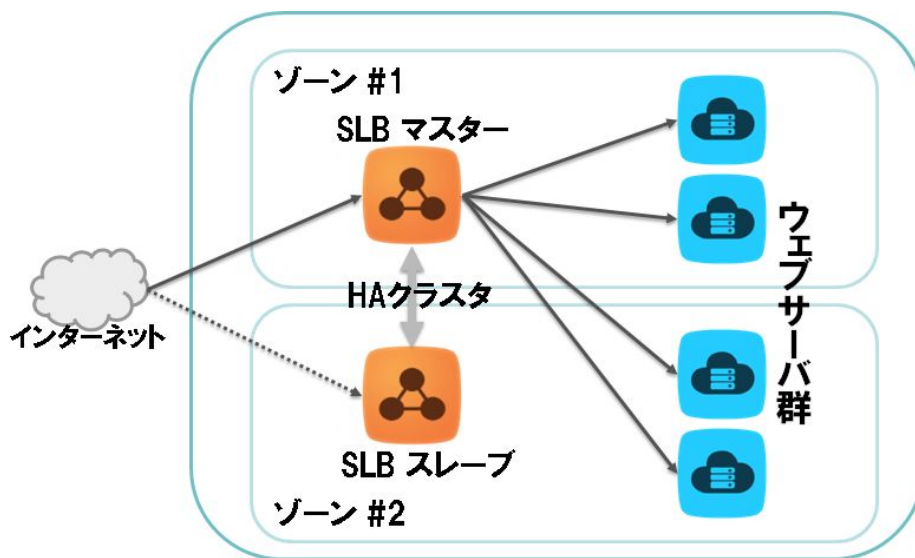 ゾーン #1
SLB マスター
ウェブサーバ群
HAクラスタ
インターネット
SLB スレーブ
ゾーン #2